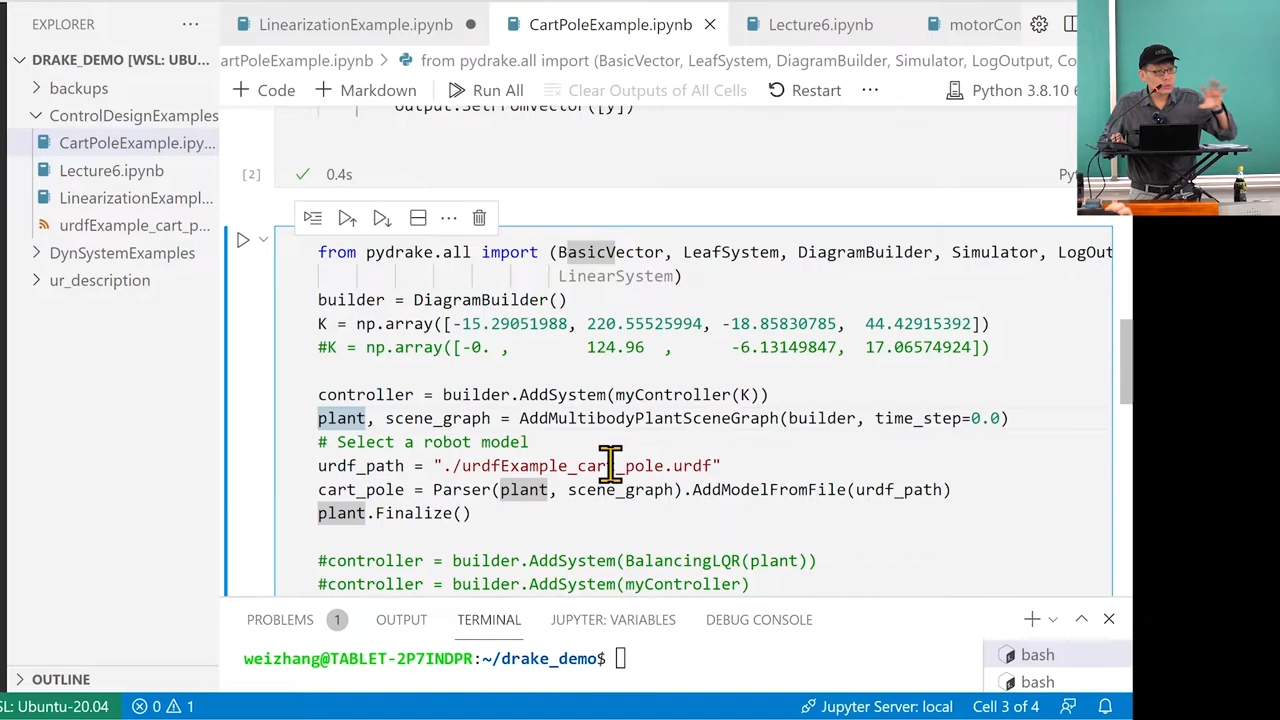 EXPLORER
LinearizationExample.ipynb
CartPoleExample.ipynb
Lecture6.ipynb
motorCon
DRAKE_DEMO [WSL: UBU...
backups
ControlDesignExamples
CartPoleExample.ipy...
Lecture6.ipynb
LinearizationExampl...
urdfExample_cart_p...
DynSystemExamples
ur_description
artPoleExample.ipynb > from pydrake.all import (BasicVector, LeafSystem, DiagramBuilder, Simulator, LogOutput, Co
Code
Markdown
Run All
Clear Outputs of All Cells
Restart
...
Python 3.8.10 6
output.SetFromVector([y])
[2]
0.4s
Py
from pydrake.all import (BasicVector, LeafSystem, DiagramBuilder, Simulator, LogOut
LinearSystem)
builder = DiagramBuilder()
K = np.array([-15.29051988, 220.55525994, -18.85830785, 44.42915392])
#K = np.array([-0. , 124.96 , -6.13149847, 17.06574924])
controller = builder.AddSystem(myController(K))
plant, scene_graph = AddMultibodyPlantSceneGraph(builder, time_step=0.0)
# Select a robot model
urdf_path = "./urdfExample_cart_pole.urdf"
cart_pole = Parser(plant, scene_graph).AddModelFromFile(urdf_path)
plant.Finalize()
#controller = builder.AddSystem(BalancingLQR(plant))
#controller = builder.AddSystem(myController)
PROBLEMS 1
OUTPUT
TERMINAL
JUPYTER: VARIABLES
DEBUG CONSOLE
weizhang@TABLET-2P7INDPR:~/drake_demo$
bash
bash
OUTLINE
SL: Ubuntu-20.04
0
1
Jupyter Server: local
Cell 3 of 4